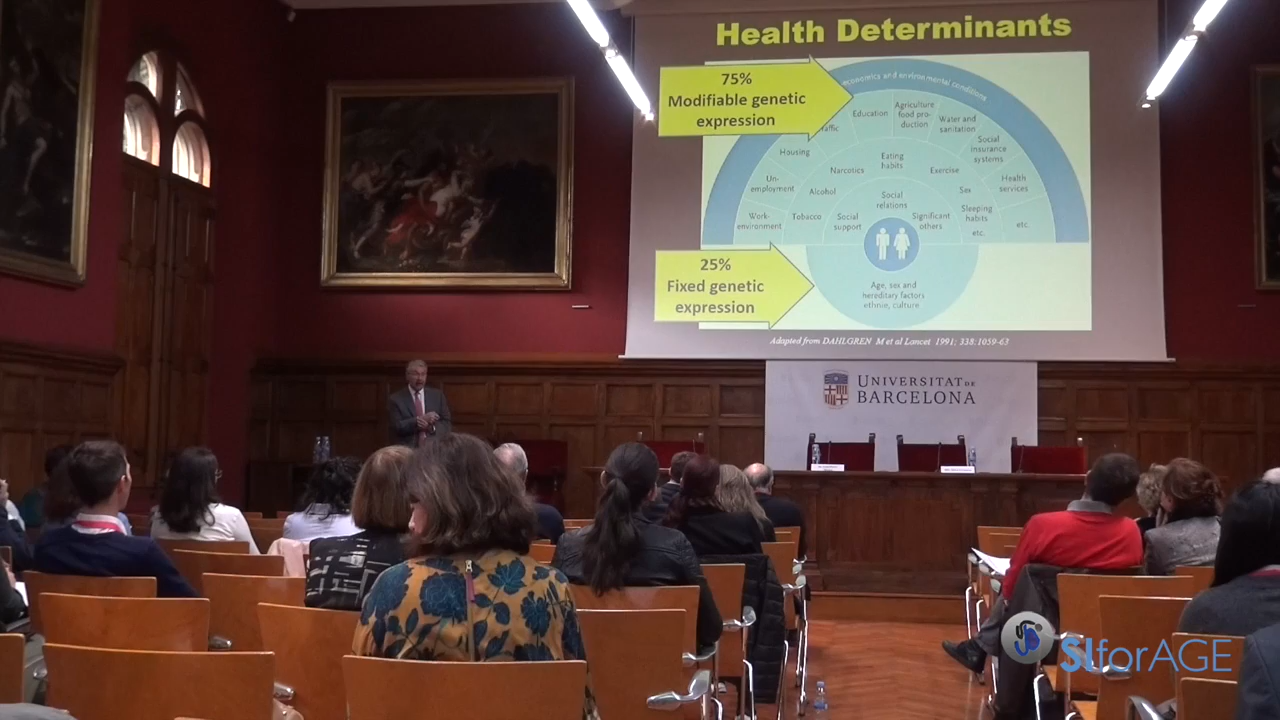 Health Determinants
75%
Modifiable genetic
expression
economics and environmental conditions
Education
Agriculture
food pro-
duction
Water and
sanitation
Social
insurance
systems
Health
services
etc.
Housing
Un-
employment
Work-
environment
Narcotics
Eating
habits
Exercise
Alcohol
Sex
Tobacco
Sleeping
habits
etc.
Social
relations
Social
support
Significant
others
25%
Fixed genetic
expression
Age, sex and
hereditary factors
ethnie, culture
Adapted from DAHLGREN M et al Lancet 1991; 338:1059-63
UNIVERSITAT DE
BARCELONA
SIforAGE